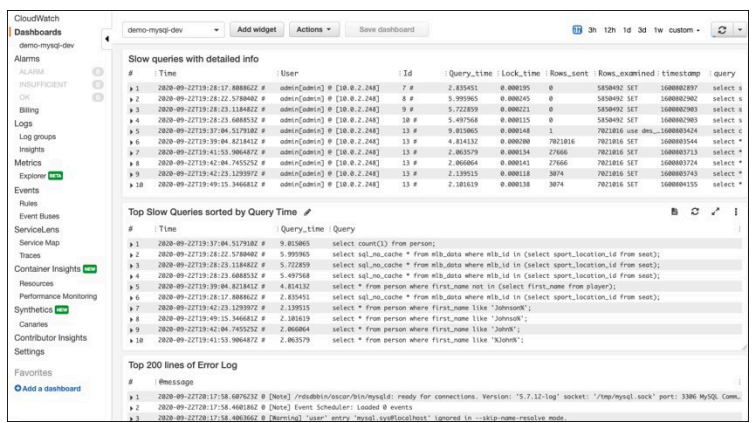 CloudWatch
Dashboards
demo-mysql-dev
Alarms
ALARM 0
INSUFFICIENT 0
OK 0
Billing
Logs
Log groups
Insights
Metrics
Explorer BETA
Events
Rules
Event Buses
ServiceLens
Service Map
Traces
Container Insights NEW
Resources
Performance Monitoring
Synthetics NEW
Canaries
Contributor Insights
Settings
Favorites
Add a dashboard
demo-mysql-dev Add widget Actions Save dashboard 1h 3h 12h 1d 3d 1w custom
Slow queries with detailed info
# Time User Id Query_time Lock_time Rows_sent Rows_examined timestamp query
1 2020-09-22T19:28:17.808862Z # admin[admin] @ [10.0.2.248] 7 # 2.835451 0.000195 0 5850492 SET 1600802897 select s
2 2020-09-22T19:28:22.578040Z # admin[admin] @ [10.0.2.248] 8 # 5.999965 0.000245 0 5850492 SET 1600802902 select s
3 2020-09-22T19:28:23.118482Z # admin[admin] @ [10.0.2.248] 9 # 5.722859 0.000221 0 5850492 SET 1600802903 select s
4 2020-09-22T19:28:23.608855Z # admin[admin] @ [10.0.2.248] 10 # 5.497568 0.000115 0 5850492 SET 1600802903 select s
5 2020-09-22T19:37:04.517910Z # admin[admin] @ [10.0.2.248] 13 # 9.015065 0.000148 1 7021016 use dms_…1600803424 select c
6 2020-09-22T19:39:04.821841Z # admin[admin] @ [10.0.2.248] 13 # 4.814132 0.000200 7021016 7021016 SET 1600803544 select *
7 2020-09-22T19:41:53.906487Z # admin[admin] @ [10.0.2.248] 13 # 2.063579 0.000134 27666 7021016 SET 1600803713 select *
8 2020-09-22T19:42:04.745525Z # admin[admin] @ [10.0.2.248] 13 # 2.066064 0.000141 27666 7021016 SET 1600803724 select *
9 2020-09-22T19:42:23.129397Z # admin[admin] @ [10.0.2.248] 13 # 2.139515 0.000118 3074 7021016 SET 1600803743 select *
10 2020-09-22T19:49:15.346681Z # admin[admin] @ [10.0.2.248] 13 # 2.101619 0.000138 3074 7021016 SET 1600804155 select *
Top Slow Queries sorted by Query Time
# Time Query_time Query
1 2020-09-22T19:37:04.517910Z # 9.015065 select count(1) from person;
2 2020-09-22T19:28:22.578040Z # 5.999965 select sql_no_cache * from mlb_data where mlb_id in (select sport_location_id from seat);
3 2020-09-22T19:28:23.118482Z # 5.722859 select sql_no_cache * from mlb_data where mlb_id in (select sport_location_id from seat);
4 2020-09-22T19:28:23.608855Z # 5.497568 select sql_no_cache * from mlb_data where mlb_id in (select sport_location_id from seat);
5 2020-09-22T19:39:04.821841Z # 4.814132 select * from person where first_name not in (select first_name from player);
6 2020-09-22T19:28:17.808862Z # 2.835451 select sql_no_cache * from mlb_data where mlb_id in (select sport_location_id from seat);
7 2020-09-22T19:42:23.129397Z # 2.139515 select * from person where first_name like 'Johnson%';
8 2020-09-22T19:49:15.346681Z # 2.101619 select * from person where first_name like 'Johnso%';
9 2020-09-22T19:42:04.745525Z # 2.066064 select * from person where first_name like 'John%';
10 2020-09-22T19:41:53.906487Z # 2.063579 select * from person where first_name like '%John%';
Top 200 lines of Error Log
# @message
1 2020-09-22T20:17:58.607623Z 0 [Note] /rdsdbbin/oscar/bin/mysqld: ready for connections. Version: '5.7.12-log' socket: '/tmp/mysql.sock' port: 3306 MySQL Comm…
2 2020-09-22T20:17:58.460186Z 0 [Note] Event Scheduler: Loaded 0 events
3 2020-09-22T20:17:58.406366Z 0 [Warning] 'user' entry 'mysql.sys@localhost' ignored in --skip-name-resolve mode.